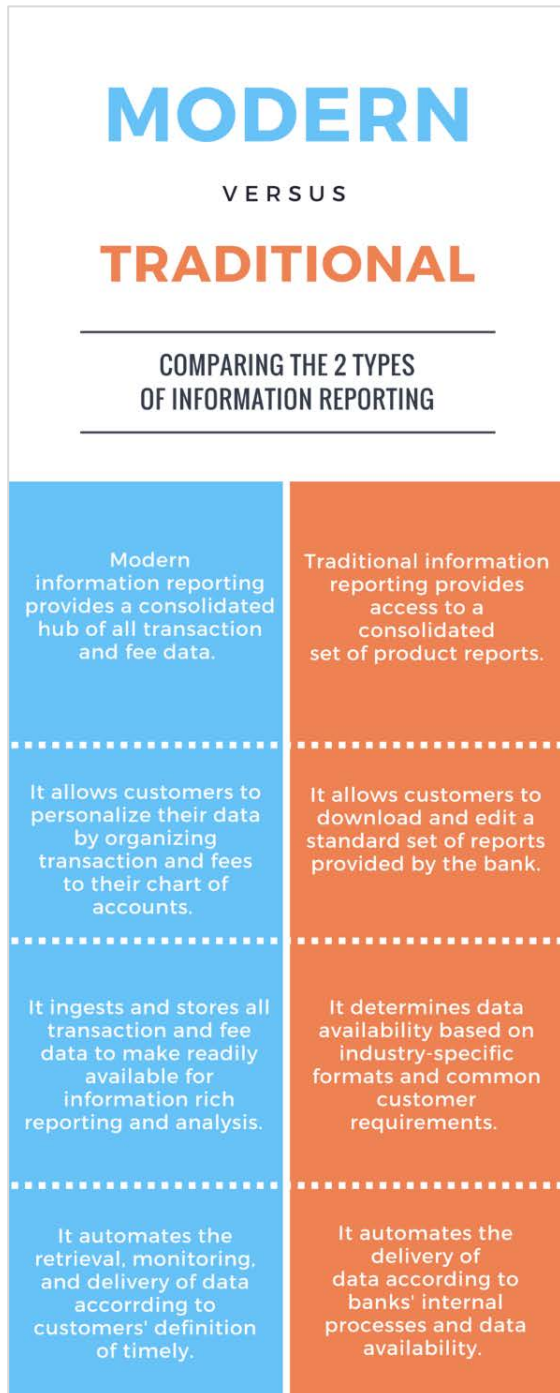 MODERN
VERSUS
TRADITIONAL
COMPARING THE 2 TYPES
OF INFORMATION REPORTING
Modern
information reporting
provides a consolidated
hub of all transaction
and fee data.
Traditional information
reporting provides
access to a
consolidated
set of product reports.
It allows customers to
personalize their data
by organizing
transaction and fees
to their chart of
accounts.
It allows customers to
download and edit a
standard set of reports
provided by the bank.
It ingests and stores all
transaction and fee
data to make readily
available for
information rich
reporting and analysis.
It determines data
availability based on
industry-specific
formats and common
customer
requirements.
It automates the
retrieval, monitoring,
and delivery of data
accorrding to
customers' definition
of timely.
It automates the
delivery of
data according to
banks' internal
processes and data
availability.